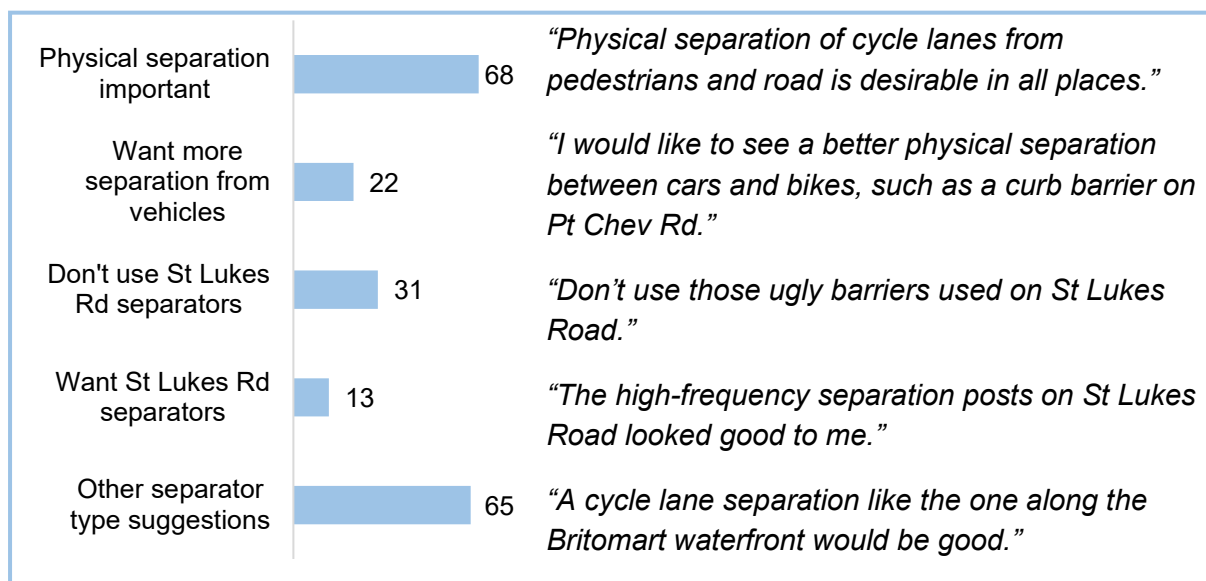 Physical separation
important
68
“Physical separation of cycle lanes from
pedestrians and road is desirable in all places.”
Want more
separation from
vehicles
22
“I would like to see a better physical separation
between cars and bikes, such as a curb barrier on
Pt Chev Rd.”
Don't use St Lukes
Rd separators
31
“Don’t use those ugly barriers used on St Lukes
Road.”
Want St Lukes Rd
separators
13
“The high-frequency separation posts on St Lukes
Road looked good to me.”
Other separator
type suggestions
65
“A cycle lane separation like the one along the
Britomart waterfront would be good.”